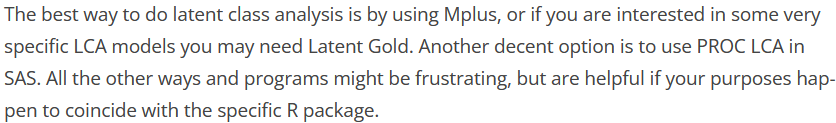 The best way to do latent class analysis is by using Mplus, or if you are interested in some very
specific LCA models you may need Latent Gold. Another decent option is to use PROC LCA in
SAS. All the other ways and programs might be frustrating, but are helpful if your purposes hap-
pen to coincide with the specific R package.